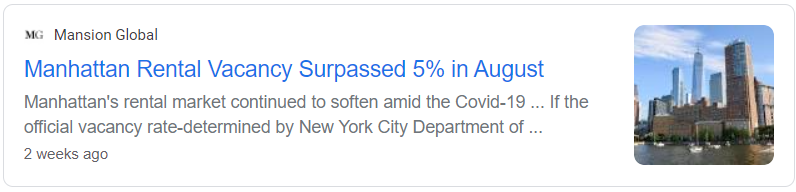 MG Mansion Global
Manhattan Rental Vacancy Surpassed 5% in August
Manhattan's rental market continued to soften amid the Covid-19 ... If the
official vacancy rate-determined by New York City Department of ...
2 weeks ago